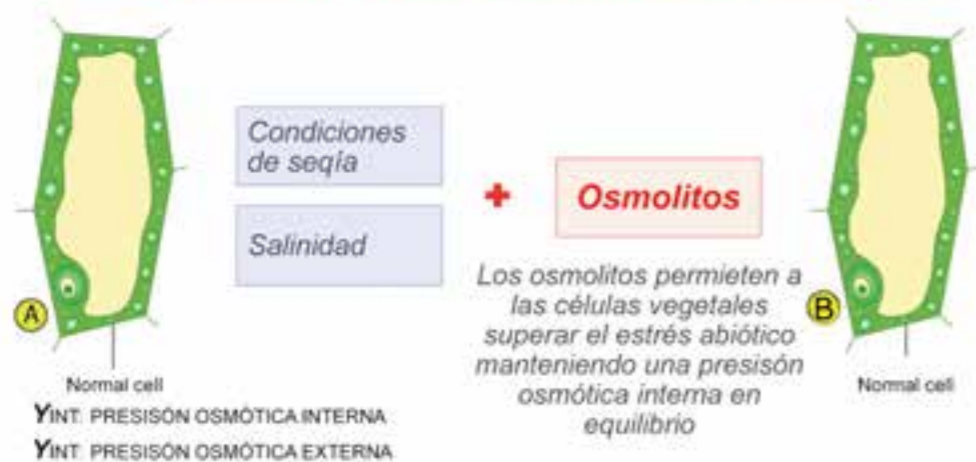 Condiciones
de seqía
Salinidad
+
Osmolitos
Los osmolitos permieten a
las células vegetales
superar el estrés abiótico
manteniendo una presisón
osmótica interna en
equilibrio
A
Normal cell
YINT: PRESISÓN OSMÓTICA INTERNA
YINT: PRESISÓN OSMÓTICA EXTERNA
B
Normal cell